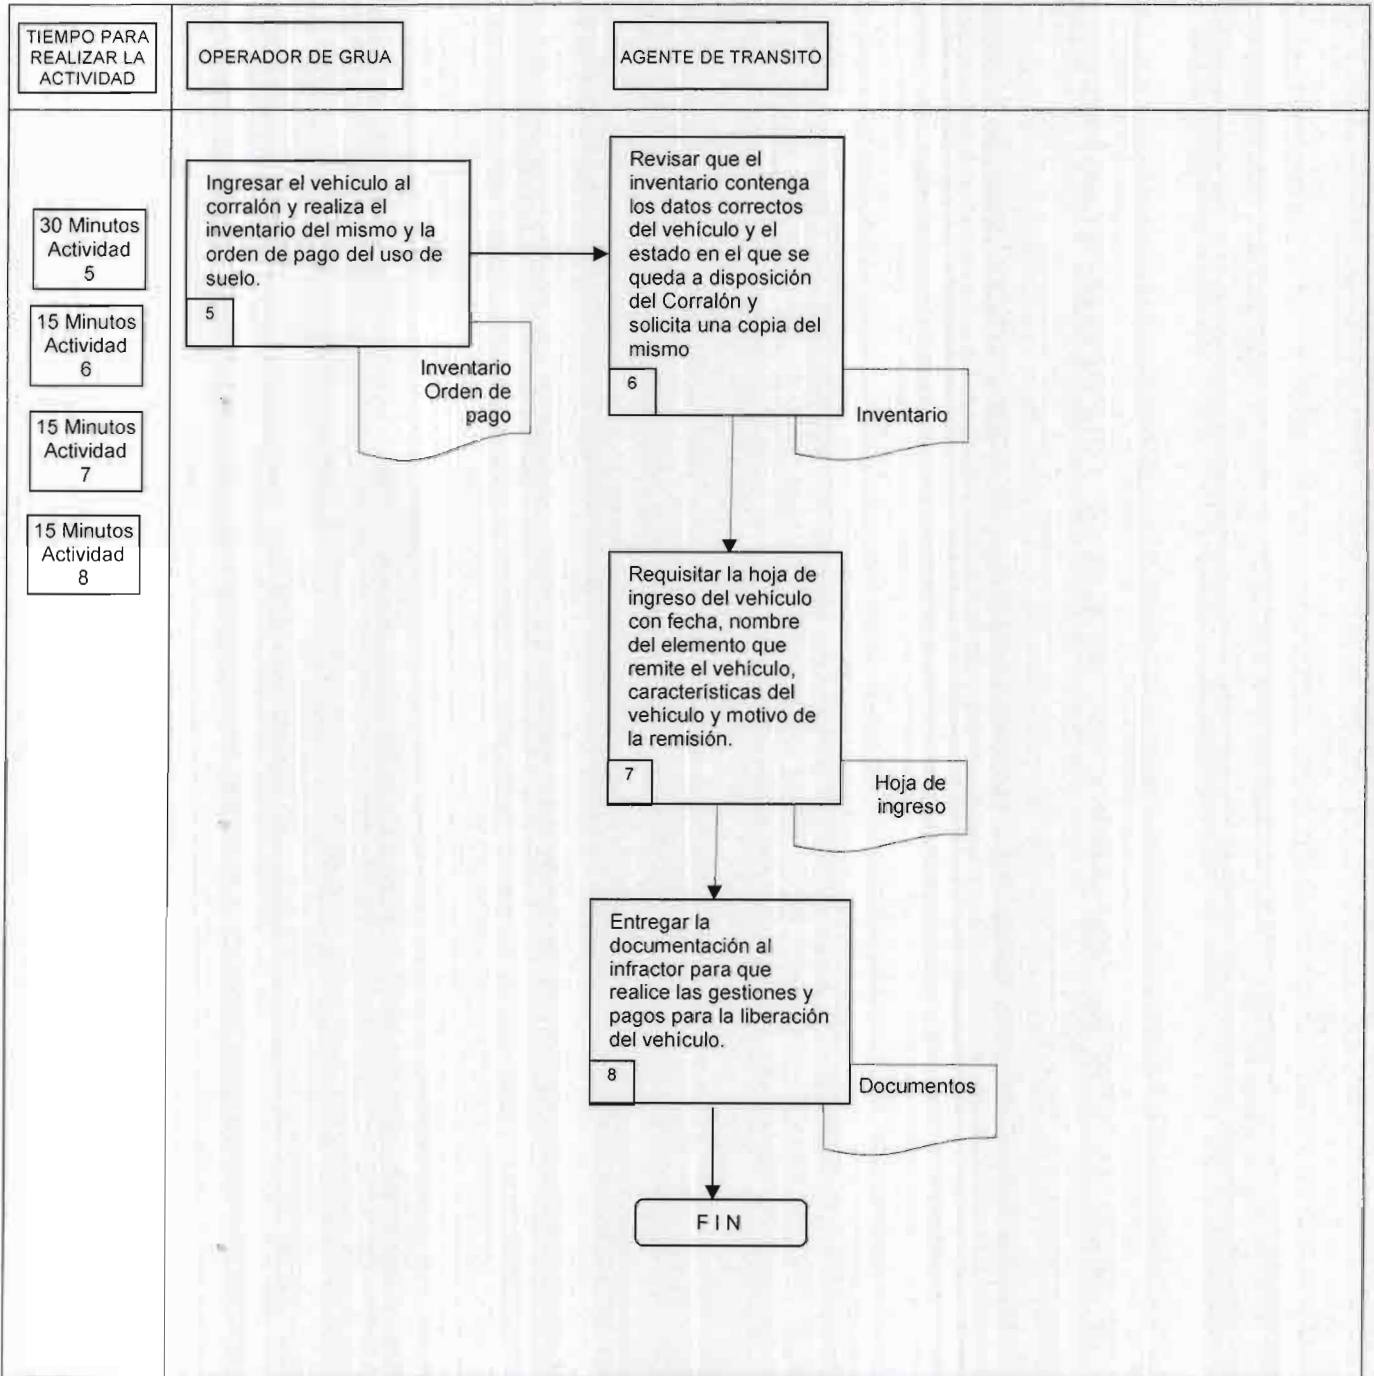 TIEMPO PARA
REALIZAR LA
ACTIVIDAD
OPERADOR DE GRUA
AGENTE DE TRANSITO
30 Minutos
Actividad
5
15 Minutos
Actividad
6
15 Minutos
Actividad
7
15 Minutos
Actividad
8
Ingresar el vehículo al
corralón y realiza el
inventario del mismo y la
orden de pago del uso de
suelo.
5
Inventario
Orden de
pago
Revisar que el
inventario contenga
los datos correctos
del vehículo y el
estado en el que se
queda a disposición
del Corralón y
solicita una copia del
mismo
6
Inventario
Requisitar la hoja de
ingreso del vehículo
con fecha, nombre
del elemento que
remite el vehículo,
características del
vehículo y motivo de
la remisión.
7
Hoja de
ingreso
Entregar la
documentación al
infractor para que
realice las gestiones y
pagos para la liberación
del vehículo.
8
Documentos
FIN